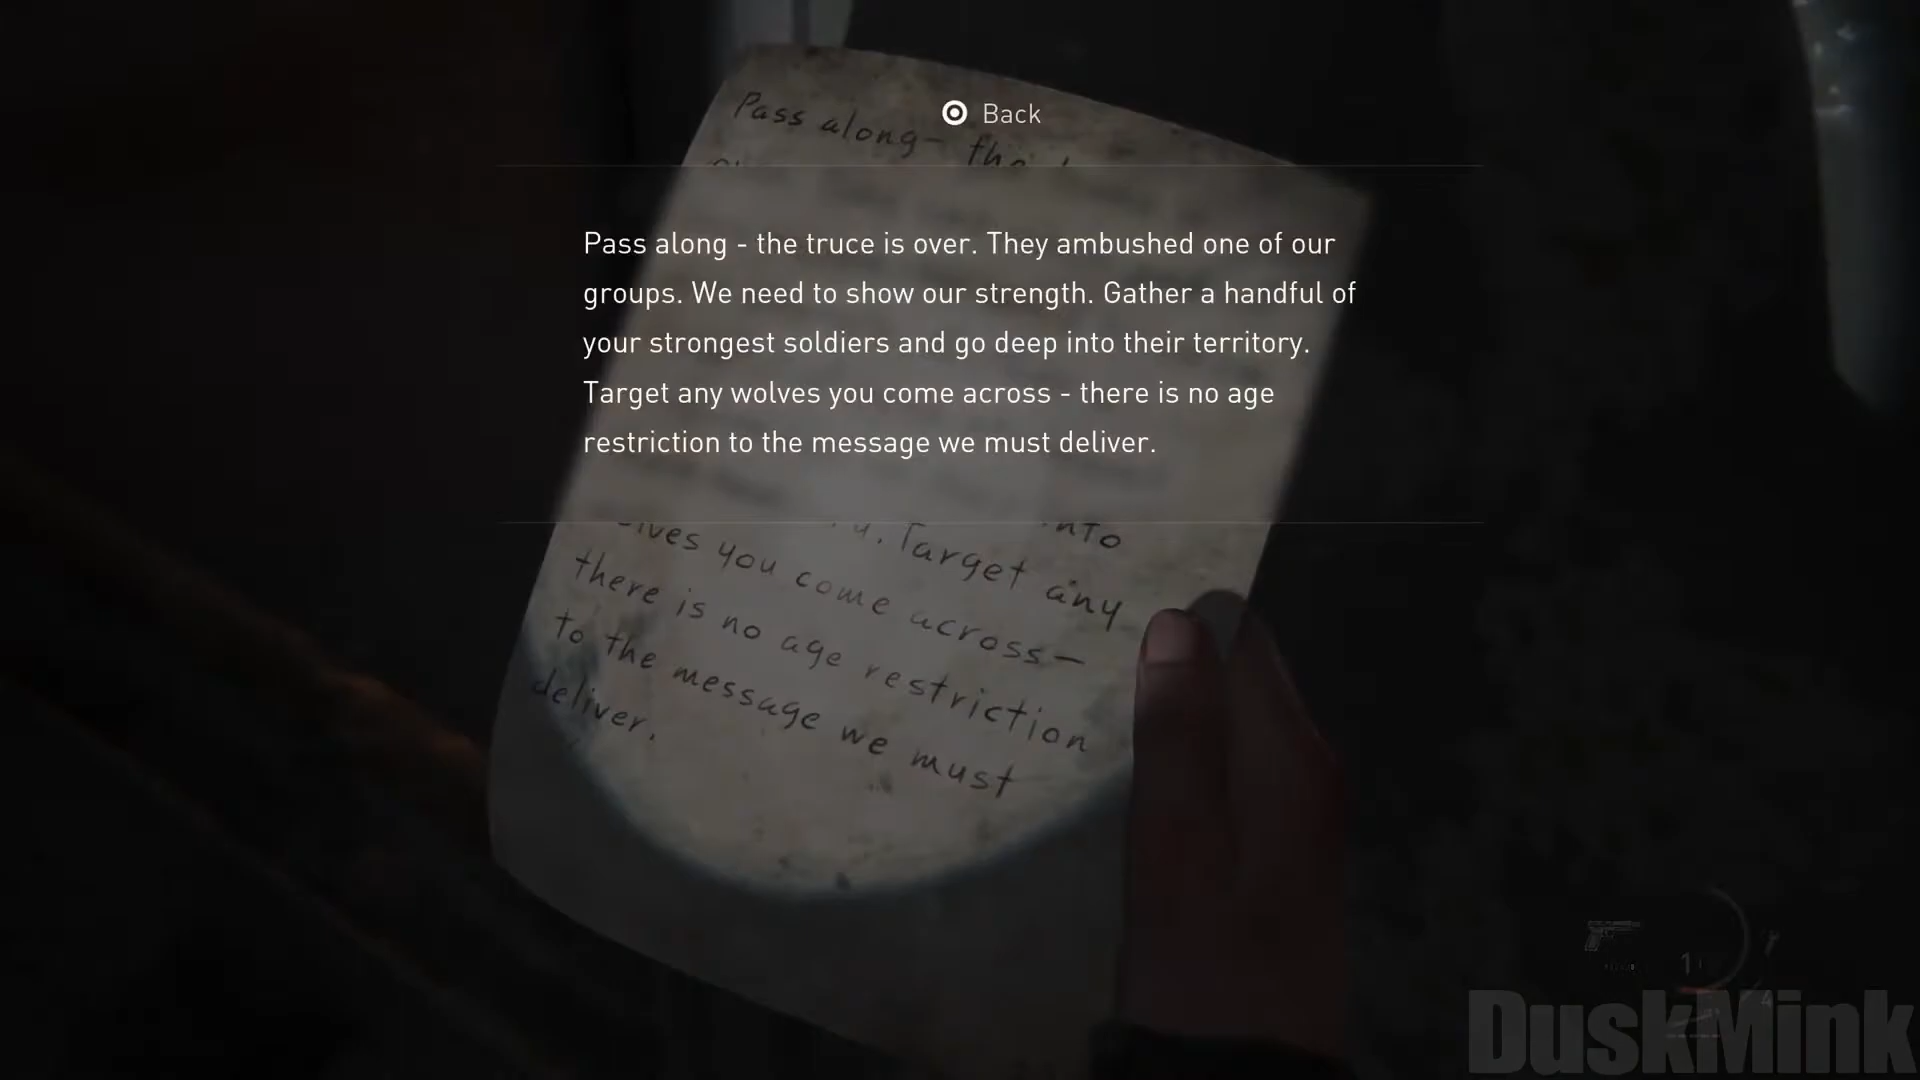 Pass along— the
Back
Pass along - the truce is over. They ambushed one of our
groups. We need to show our strength. Gather a handful of
your strongest soldiers and go deep into their territory.
Target any wolves you come across - there is no age
restriction to the message we must deliver.
Target any
you come across—
there is no age restriction
to the message we must
deliver.
DuskMink